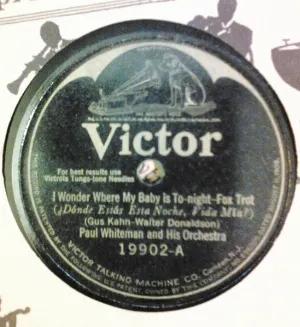 "HIS MASTER'S VOICE"
Victor
For best results use
Victrola Tungs-tone Needles
I Wonder Where My Baby is To-night-Fox Trot
(¿Dónde Estás Esta Noche, Vida Mía?)
(Gus Kahn-Walter Donaldson)
Paul Whiteman and His Orchestra
19902-A
VICTOR TALKING MACHINE CO. Camden, N.J.